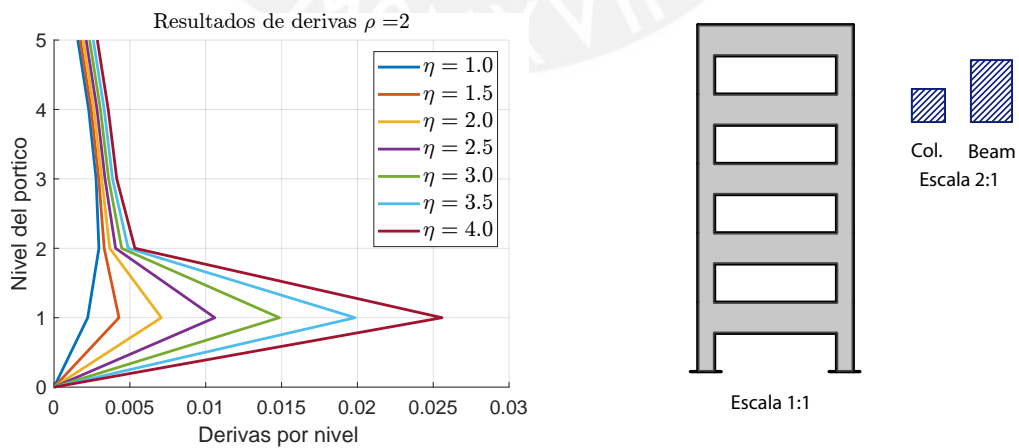 Resultados de derivas ρ =2
5
4
3
2
1
0
Nivel del portico
η = 1.0
η = 1.5
η = 2.0
η = 2.5
η = 3.0
η = 3.5
η = 4.0
0 0.005 0.01 0.015 0.02 0.025 0.03
Derivas por nivel
Col. Beam
Escala 2:1
Escala 1:1